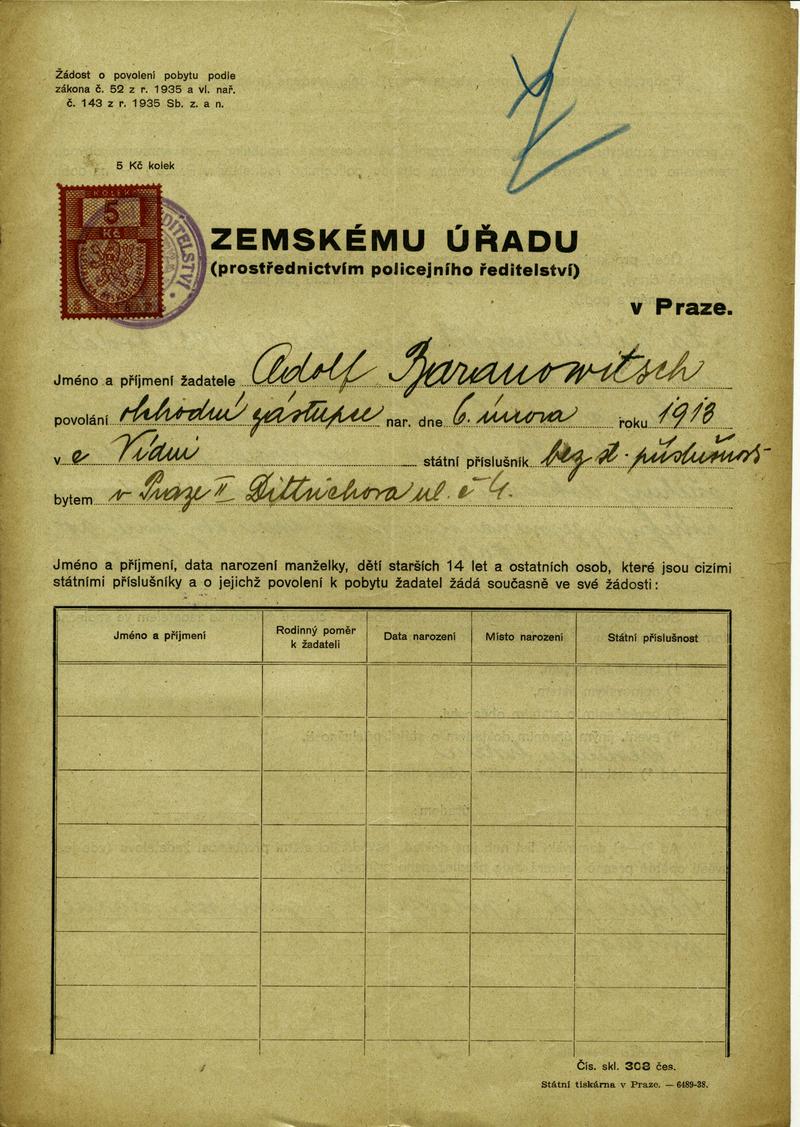 Žádost o povolení pobytu podle
zákona č. 52 z r. 1935 a vl. nař.
č. 143 z r. 1935 Sb. z. a n.
5 Kč kolek
KOLEK
5
Kč
ŘEDITELSTVÍ
ZEMSKÉMU ÚŘADU
(prostřednictvím policejního ředitelství)
v Praze.
Jméno a příjmení žadatele Adolf Baranowitsch
povolání obchodní zástupce nar. dne 6. února roku 1913
v e Vídni státní příslušník bez st. příslušnosti
bytem v Praze II Dittrichova ul. č 4.
Jméno a příjmení, data narození manželky, dětí starších 14 let a ostatních osob, které jsou cizími
státními příslušníky a o jejichž povolení k pobytu žadatel žádá současně ve své žádosti:
Jméno a příjmení Rodinný poměr k žadateli Data narození Místo narození Státní příslušnost
Čís. skl. 308 čes.
Státní tiskárna v Praze. — 6489-38.